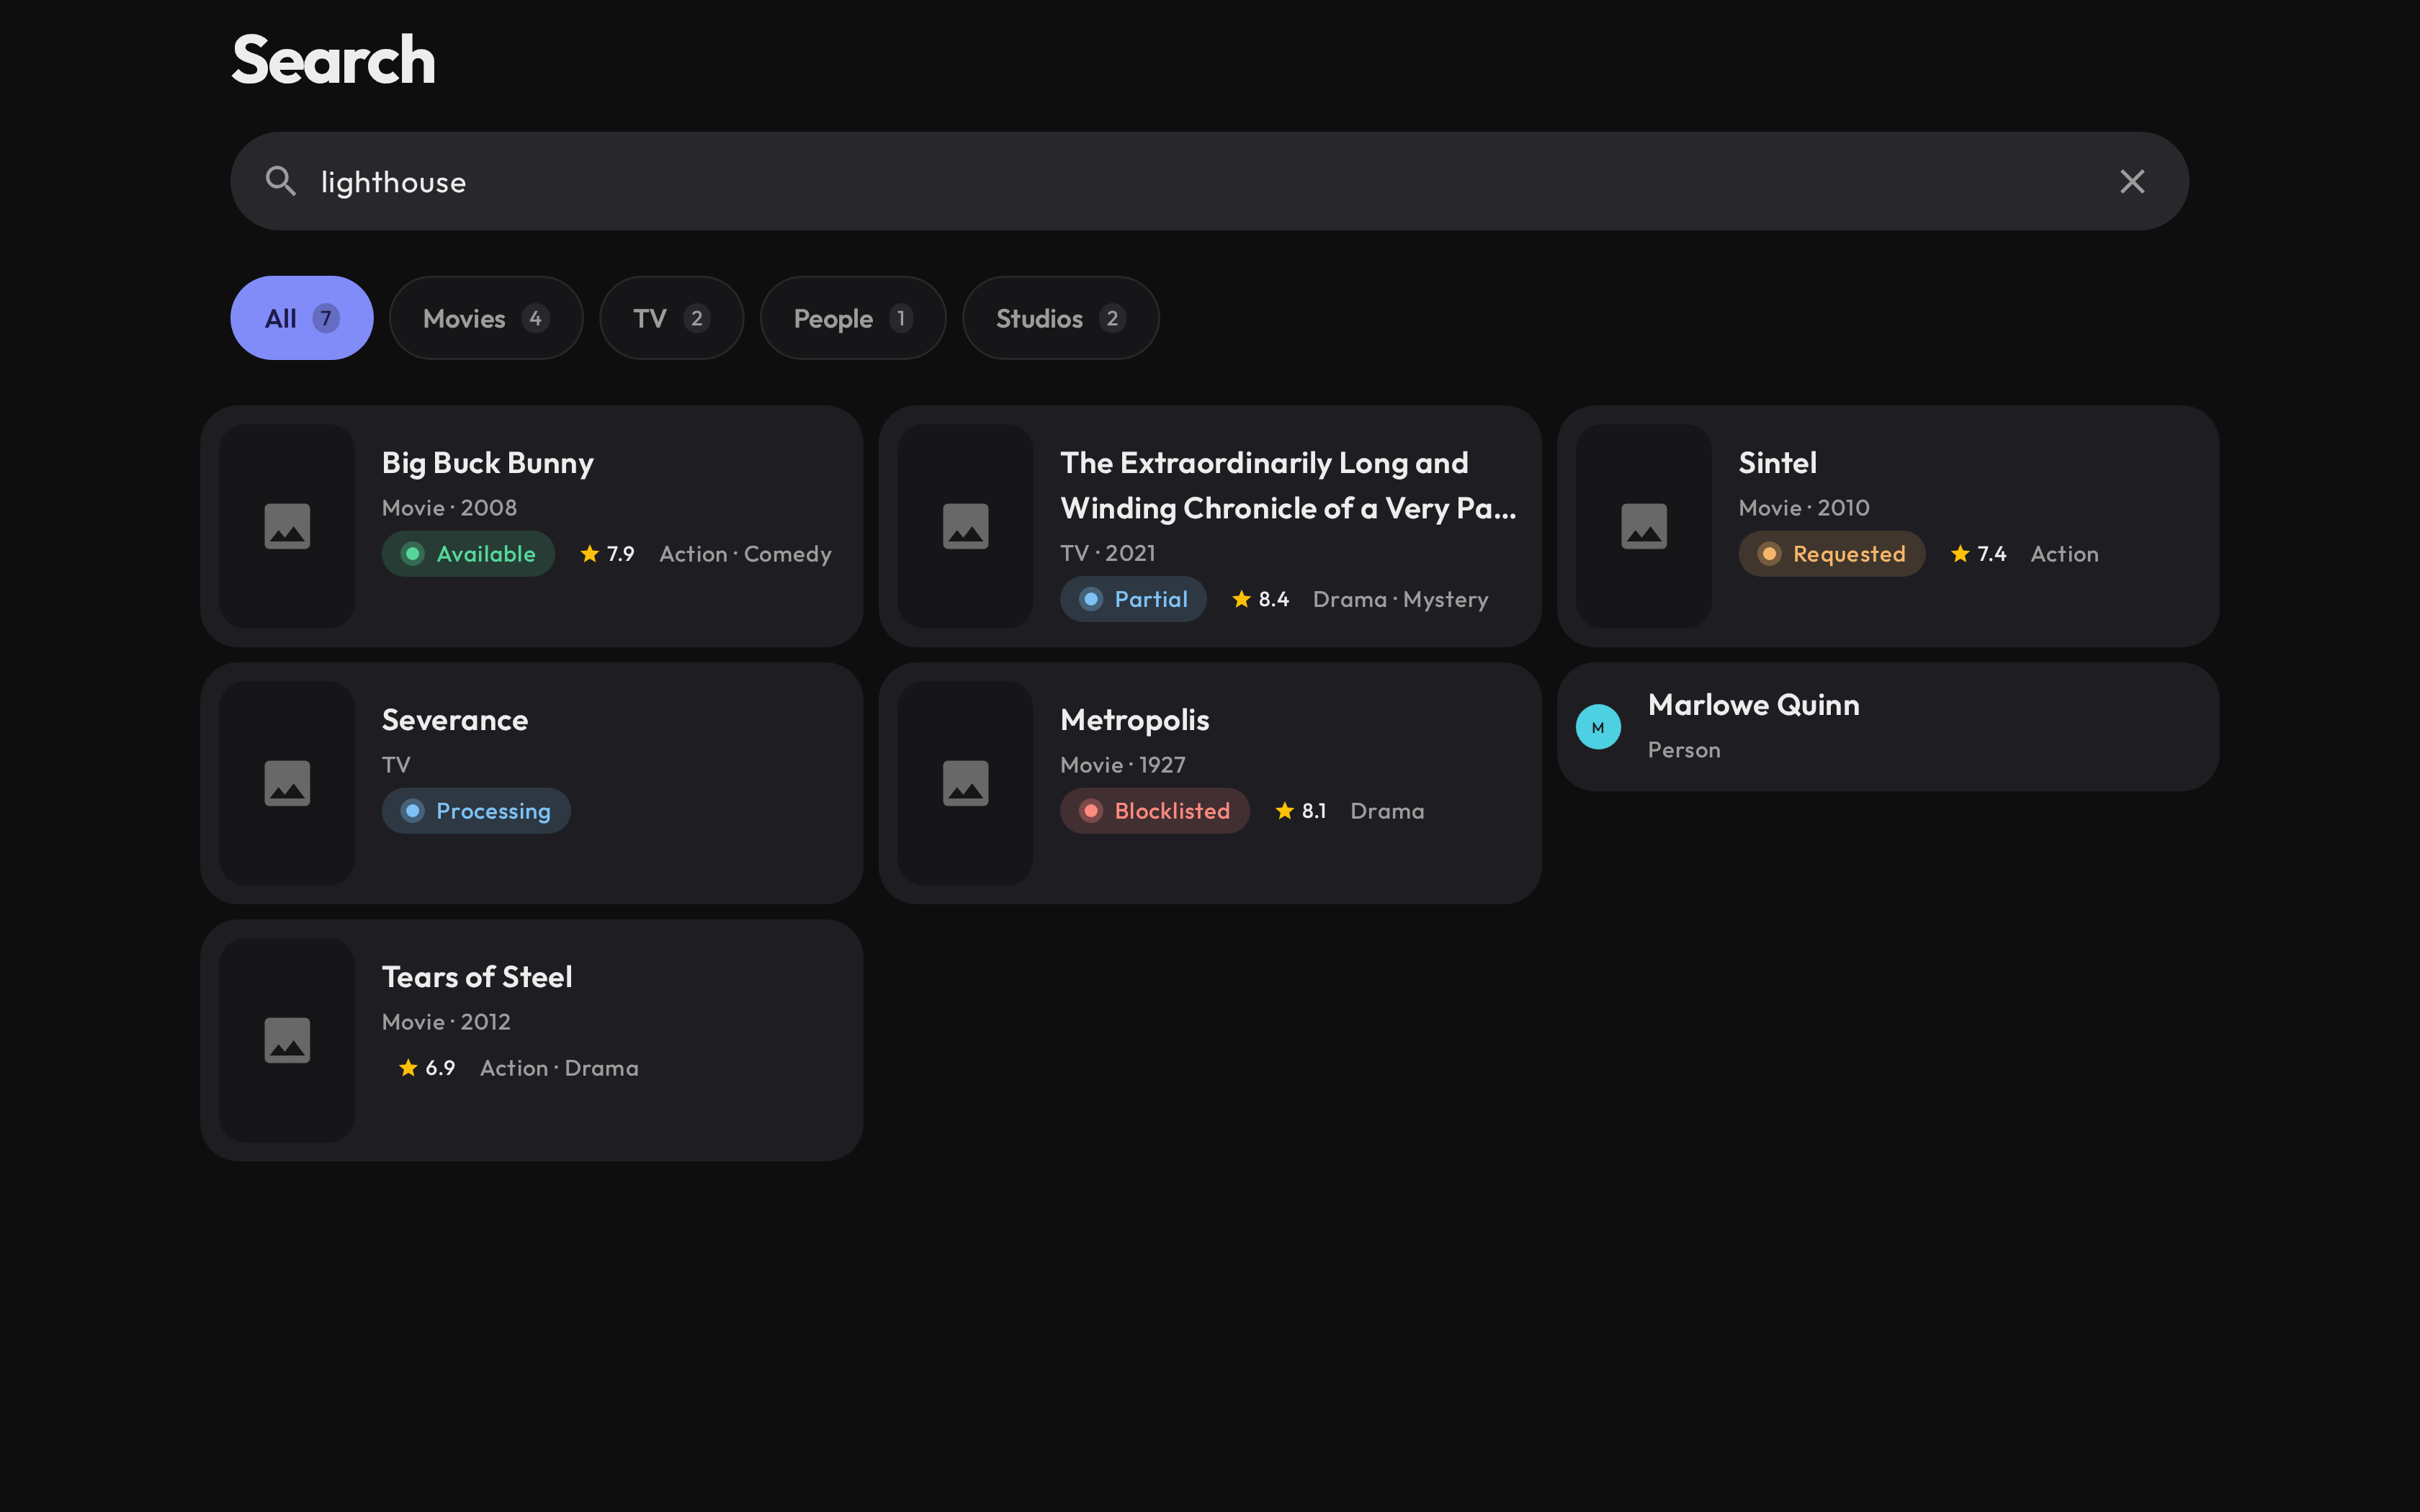 Search
lighthouse
All 7 Movies 4 TV 2 People 1 Studios 2
Big Buck Bunny
Movie · 2008
Available 7.9 Action · Comedy
The Extraordinarily Long and
Winding Chronicle of a Very Pa...
TV · 2021
Partial 8.4 Drama · Mystery
Sintel
Movie · 2010
Requested 7.4 Action
Severance
TV
Processing
Metropolis
Movie · 1927
Blocklisted 8.1 Drama
M
Marlowe Quinn
Person
Tears of Steel
Movie · 2012
6.9 Action · Drama